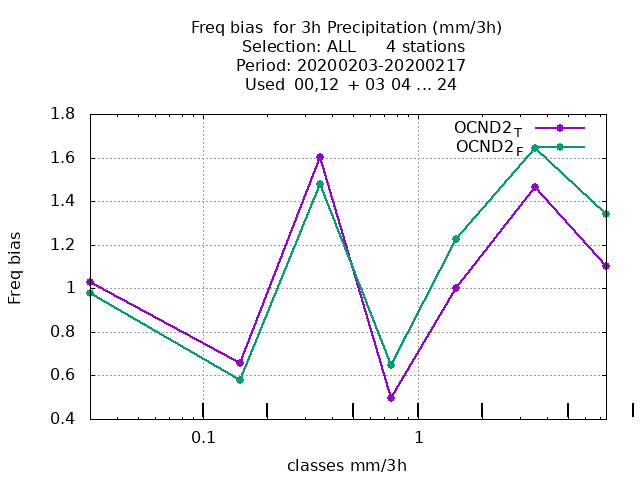 Freq bias  for 3h Precipitation (mm/3h)
Selection: ALL      4 stations
Period: 20200203-20200217
Used  00,12  + 03 04 ... 24
1.8
1.6
1.4
1.2
1
0.8
0.6
0.4
OCND2T
OCND2F
Freq bias
0.1
1
classes mm/3h